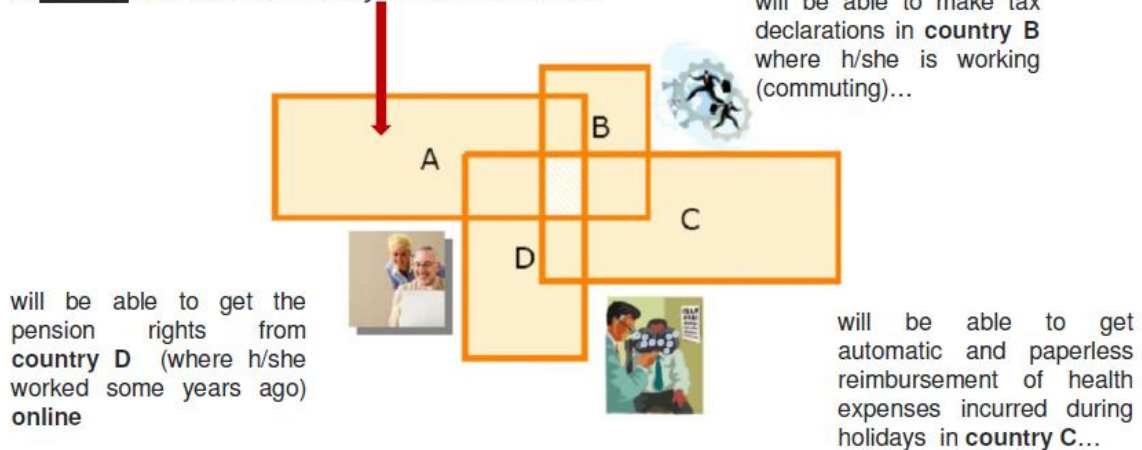 will be able to make tax
declarations in country B
where h/she is working
(commuting)…
B
A
C
D
will be able to get the
pension rights from
country D (where h/she
worked some years ago)
online
will be able to get
automatic and paperless
reimbursement of health
expenses incurred during
holidays in country C…